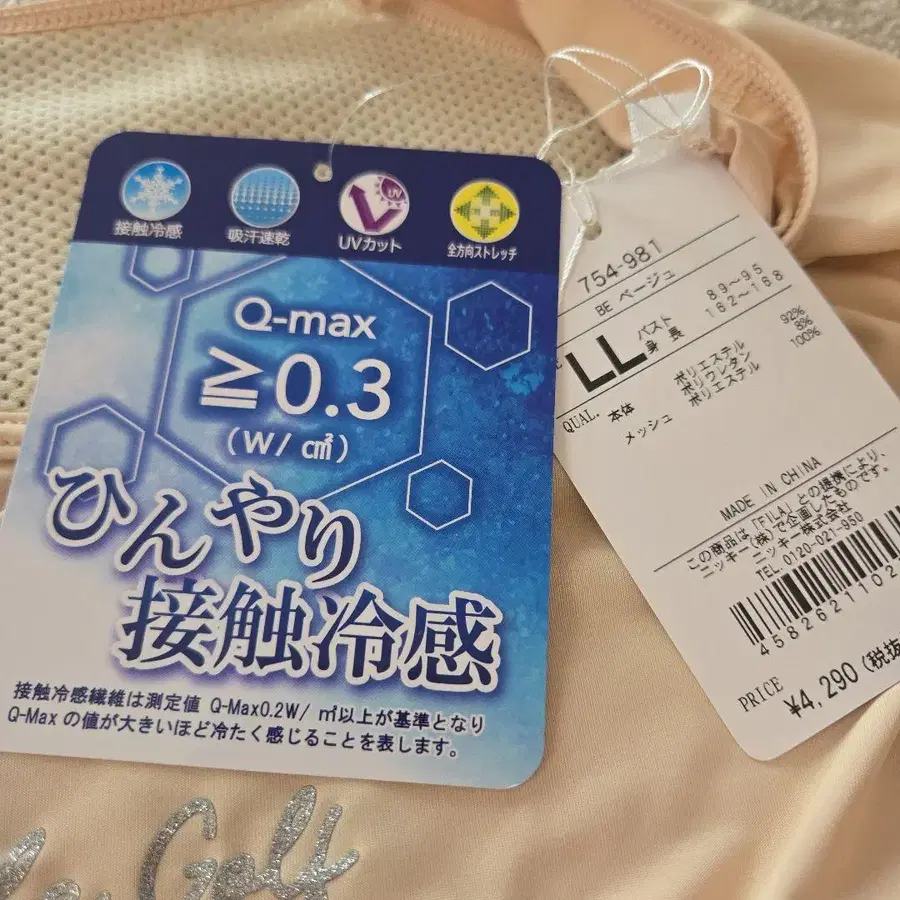 接触冷感
吸汗速乾
UVカット
UV
全方向ストレッチ
Q-max
≧0.3
(W/c㎡)
ひんやり
接触冷感
接触冷感繊維は測定値 Q-Max0.2W/㎡以上が基準となり
Q-Max の値が大きいほど冷たく感じることを表します。
754-981
BE ベージュ
LL
バスト 89～95
身長 162～168
QUAL. 本体 ポリエステル 92%
ポリウレタン 8%
メッシュ ポリエステル 100%
MADE IN CHINA
この商品は「FILA」との提携により、
ニッキー(株)で企画したものです。
ニッキー株式会社
TEL.0120-021-950
4582621102
PRICE
¥4,290(税抜
Golf